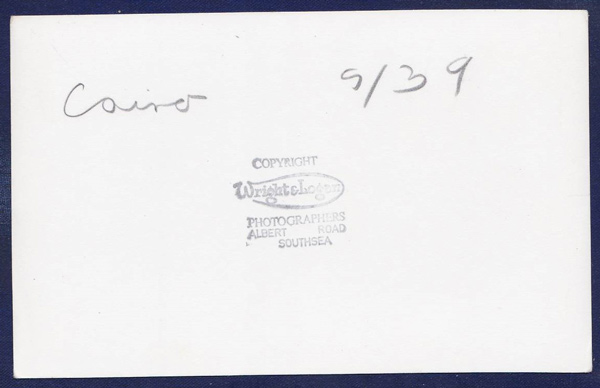 Cairo
9/39
COPYRIGHT
Wright & Logan
PHOTOGRAPHERS
ALBERT ROAD
SOUTHSEA